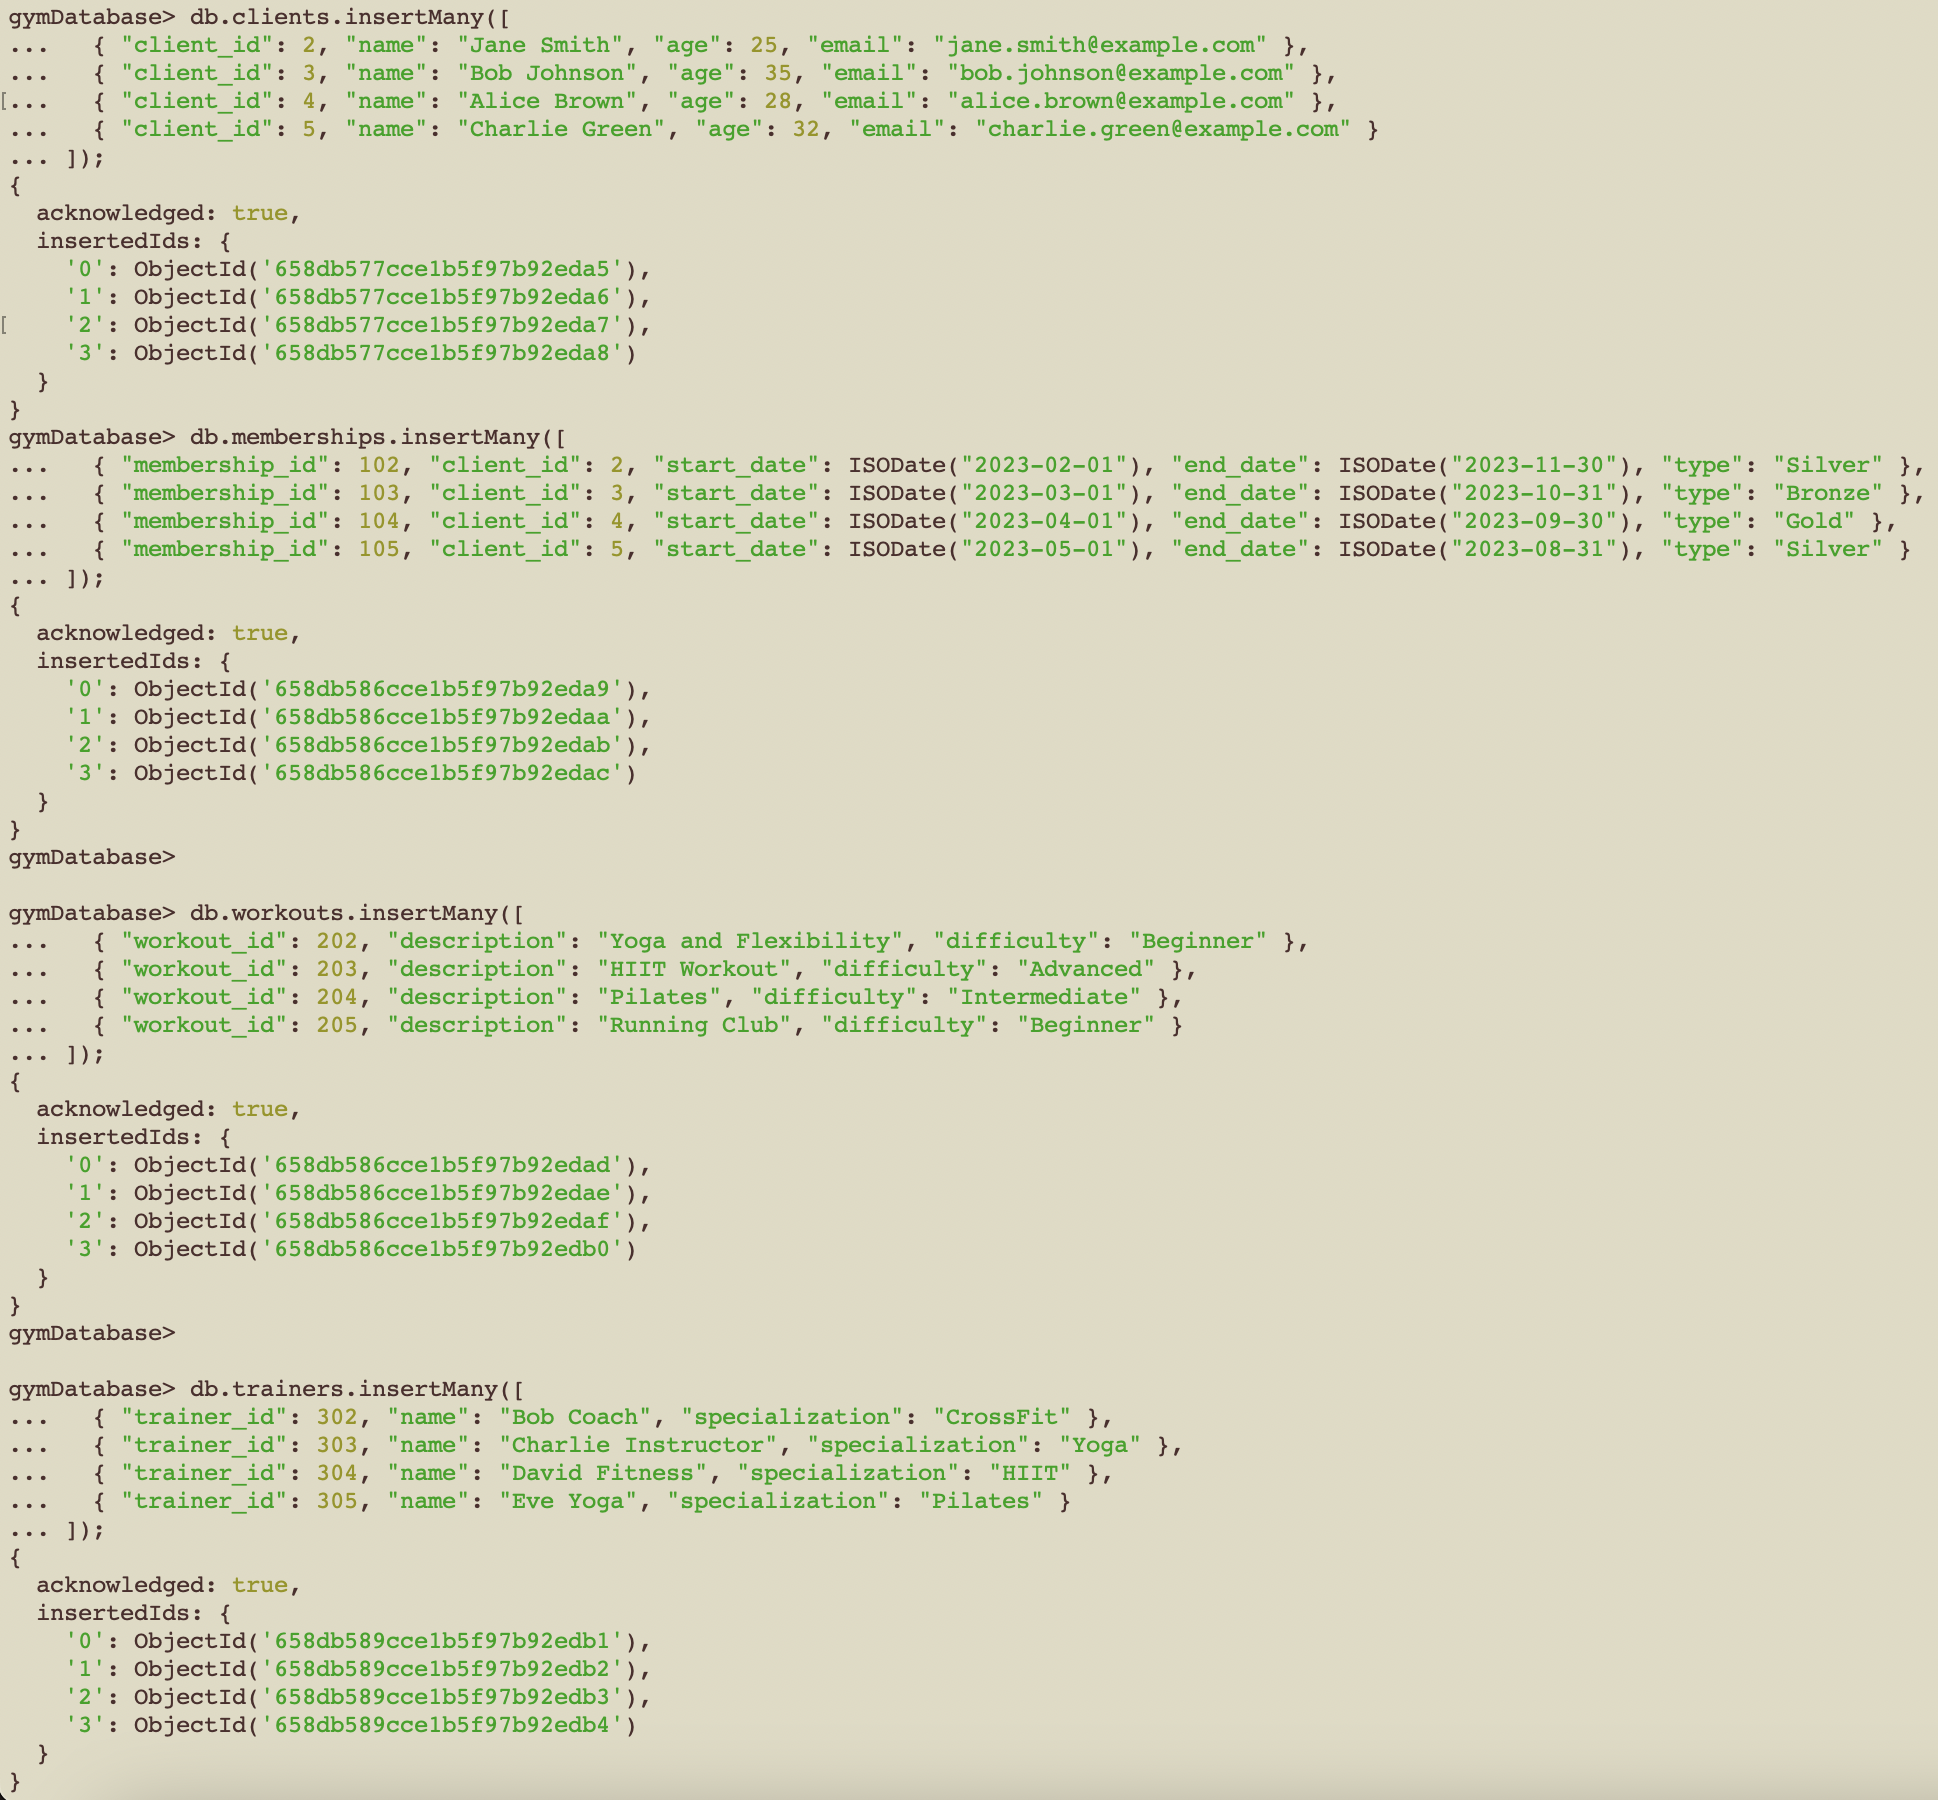 gymDatabase> db.clients.insertMany([
...   { "client_id": 2, "name": "Jane Smith", "age": 25, "email": "jane.smith@example.com" },
...   { "client_id": 3, "name": "Bob Johnson", "age": 35, "email": "bob.johnson@example.com" },
[...   { "client_id": 4, "name": "Alice Brown", "age": 28, "email": "alice.brown@example.com" },
...   { "client_id": 5, "name": "Charlie Green", "age": 32, "email": "charlie.green@example.com" }
... ]);
{
  acknowledged: true,
  insertedIds: {
    '0': ObjectId('658db577cce1b5f97b92eda5'),
    '1': ObjectId('658db577cce1b5f97b92eda6'),
[    '2': ObjectId('658db577cce1b5f97b92eda7'),
    '3': ObjectId('658db577cce1b5f97b92eda8')
  }
}
gymDatabase> db.memberships.insertMany([
...   { "membership_id": 102, "client_id": 2, "start_date": ISODate("2023-02-01"), "end_date": ISODate("2023-11-30"), "type": "Silver" },
...   { "membership_id": 103, "client_id": 3, "start_date": ISODate("2023-03-01"), "end_date": ISODate("2023-10-31"), "type": "Bronze" },
...   { "membership_id": 104, "client_id": 4, "start_date": ISODate("2023-04-01"), "end_date": ISODate("2023-09-30"), "type": "Gold" },
...   { "membership_id": 105, "client_id": 5, "start_date": ISODate("2023-05-01"), "end_date": ISODate("2023-08-31"), "type": "Silver" }
... ]);
{
  acknowledged: true,
  insertedIds: {
    '0': ObjectId('658db586cce1b5f97b92eda9'),
    '1': ObjectId('658db586cce1b5f97b92edaa'),
    '2': ObjectId('658db586cce1b5f97b92edab'),
    '3': ObjectId('658db586cce1b5f97b92edac')
  }
}
gymDatabase>

gymDatabase> db.workouts.insertMany([
...   { "workout_id": 202, "description": "Yoga and Flexibility", "difficulty": "Beginner" },
...   { "workout_id": 203, "description": "HIIT Workout", "difficulty": "Advanced" },
...   { "workout_id": 204, "description": "Pilates", "difficulty": "Intermediate" },
...   { "workout_id": 205, "description": "Running Club", "difficulty": "Beginner" }
... ]);
{
  acknowledged: true,
  insertedIds: {
    '0': ObjectId('658db586cce1b5f97b92edad'),
    '1': ObjectId('658db586cce1b5f97b92edae'),
    '2': ObjectId('658db586cce1b5f97b92edaf'),
    '3': ObjectId('658db586cce1b5f97b92edb0')
  }
}
gymDatabase>

gymDatabase> db.trainers.insertMany([
...   { "trainer_id": 302, "name": "Bob Coach", "specialization": "CrossFit" },
...   { "trainer_id": 303, "name": "Charlie Instructor", "specialization": "Yoga" },
...   { "trainer_id": 304, "name": "David Fitness", "specialization": "HIIT" },
...   { "trainer_id": 305, "name": "Eve Yoga", "specialization": "Pilates" }
... ]);
{
  acknowledged: true,
  insertedIds: {
    '0': ObjectId('658db589cce1b5f97b92edb1'),
    '1': ObjectId('658db589cce1b5f97b92edb2'),
    '2': ObjectId('658db589cce1b5f97b92edb3'),
    '3': ObjectId('658db589cce1b5f97b92edb4')
  }
}